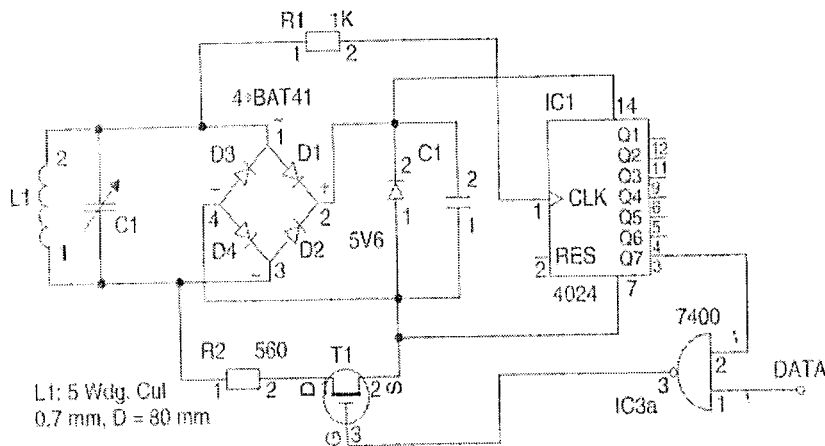 R1 1K
1 2
4*BAT41
IC1 14
~
1
2
D3 D1
C1
Q1
Q2 12
Q3 11
Q4 9
Q5 6
Q6 5
Q7 4
3
L1
C1
- +
4 2
2
2
1 CLK
1
D4 D2
5V6
1
1
~ 3
RES
2
4024 7
7400
R2 560
T1
1 2
D 1 2 S
G 3
3
2
1
DATA
IC3a
L1: 5 Wdg. Cul
0.7 mm, D = 80 mm